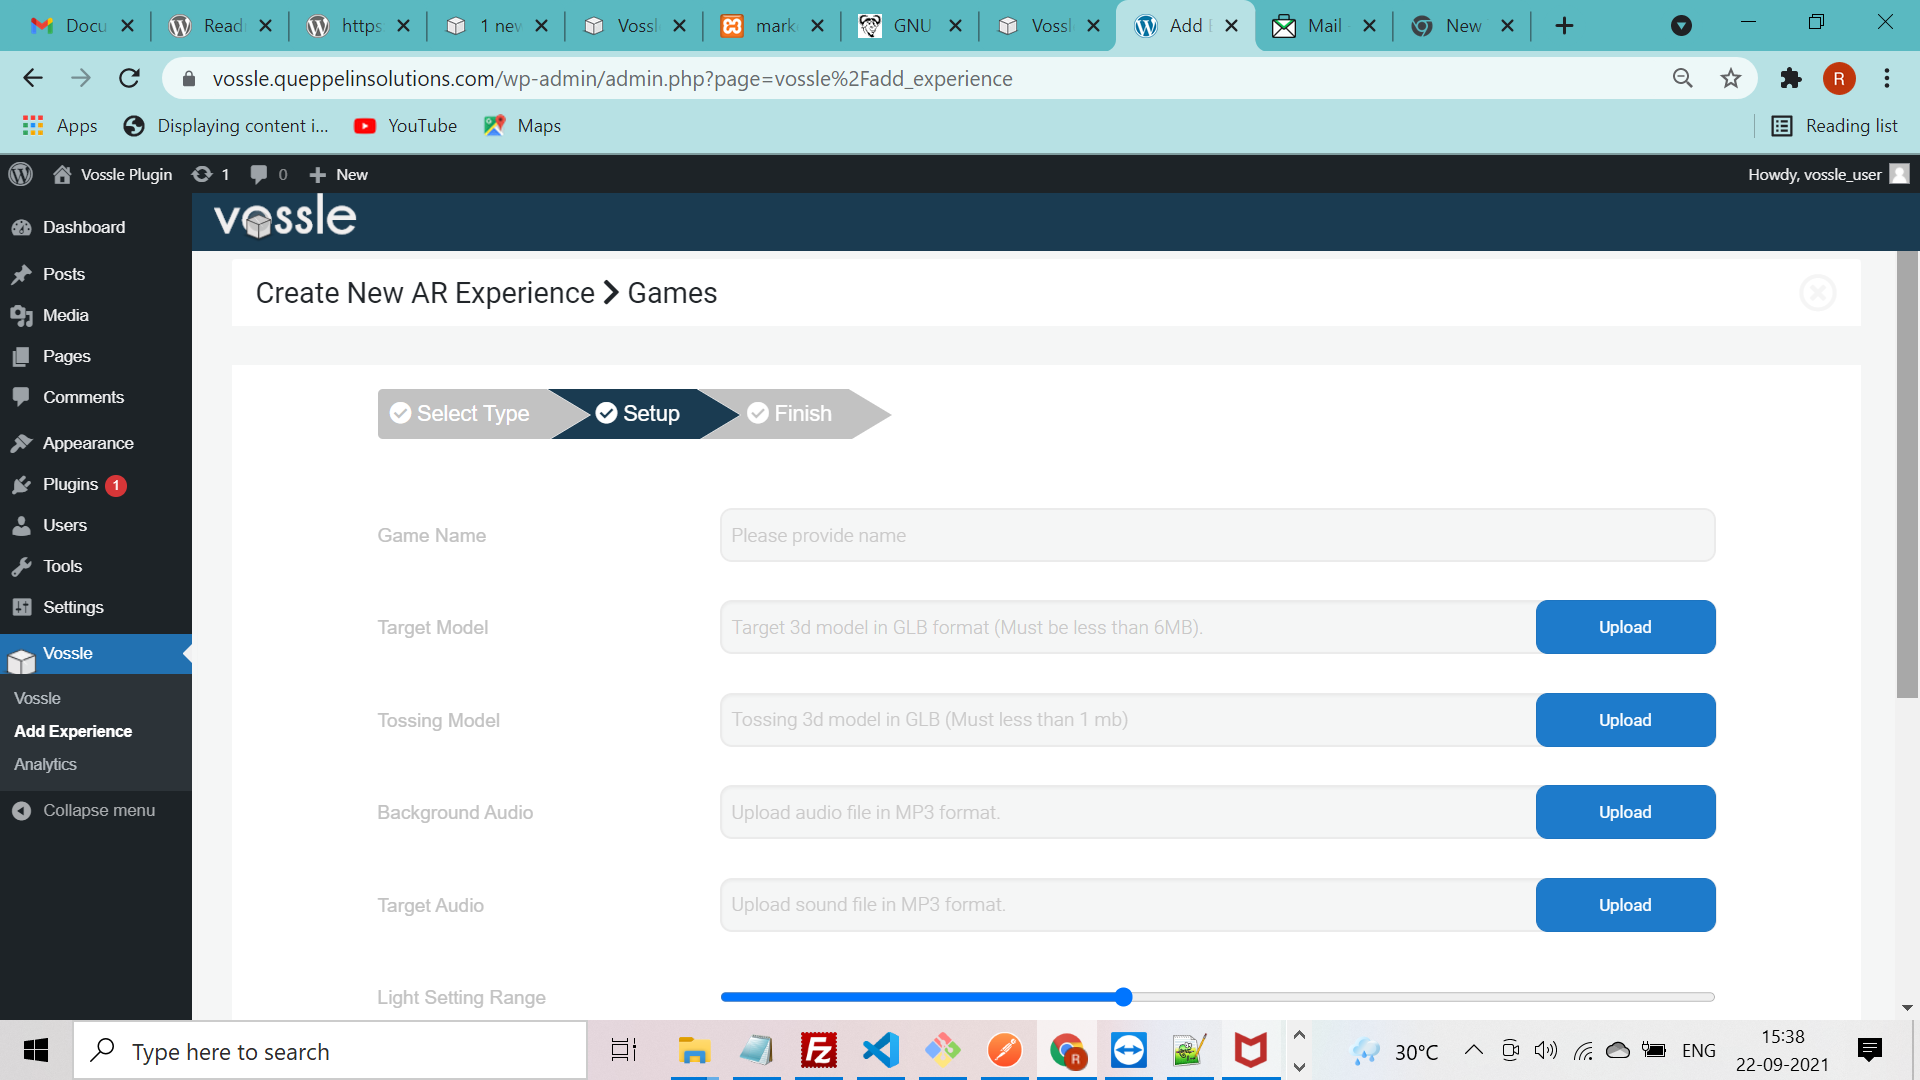 Docu
Read
https
1 new
Vossl
mark
GNU
Vossl
Add
Mail
New
vossle.queppelinsolutions.com/wp-admin/admin.php?page=vossle%2Fadd_experience
R
Apps
Displaying content i...
YouTube
Maps
Reading list
Vossle Plugin
1
0
New
Howdy, vossle_user
Dashboard
Posts
Media
Pages
Comments
Appearance
Plugins 1
Users
Tools
Settings
Vossle
Vossle
Add Experience
Analytics
Collapse menu
vossle
Create New AR Experience > Games
Select Type
Setup
Finish
Game Name
Please provide name
Target Model
Target 3d model in GLB format (Must be less than 6MB).
Upload
Tossing Model
Tossing 3d model in GLB (Must less than 1 mb)
Upload
Background Audio
Upload audio file in MP3 format.
Upload
Target Audio
Upload sound file in MP3 format.
Upload
Light Setting Range
Type here to search
Fz
R
30°C
ENG
15:38
22-09-2021